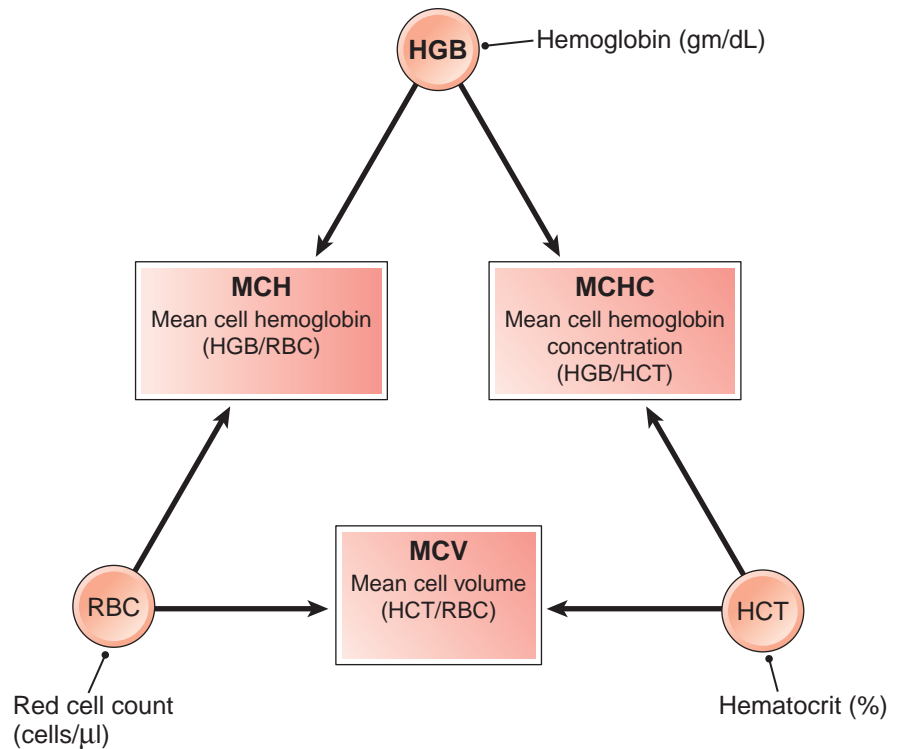 HGB
Hemoglobin (gm/dL)
MCH
Mean cell hemoglobin
(HGB/RBC)
MCHC
Mean cell hemoglobin
concentration
(HGB/HCT)
MCV
Mean cell volume
(HCT/RBC)
RBC
HCT
Red cell count
(cells/μl)
Hematocrit (%)